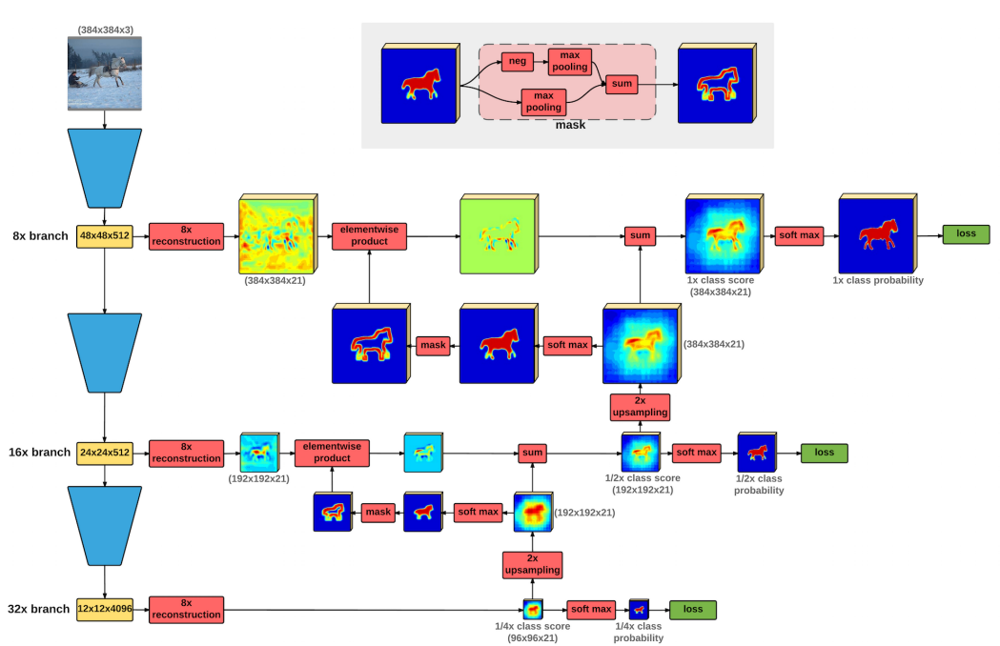 (384x384x3)
neg
max
pooling
max
pooling
sum
mask
8x branch
48x48x512
8x
reconstruction
(384x384x21)
elementwise
product
sum
1x class score
(384x384x21)
soft max
1x class probability
loss
mask
soft max
(384x384x21)
2x
upsampling
16x branch
24x24x512
8x
reconstruction
(192x192x21)
elementwise
product
sum
1/2x class score
(192x192x21)
soft max
1/2x class
probability
loss
mask
soft max
(192x192x21)
2x
upsampling
32x branch
12x12x4096
8x
reconstruction
1/4x class score
(96x96x21)
soft max
1/4x class
probability
loss